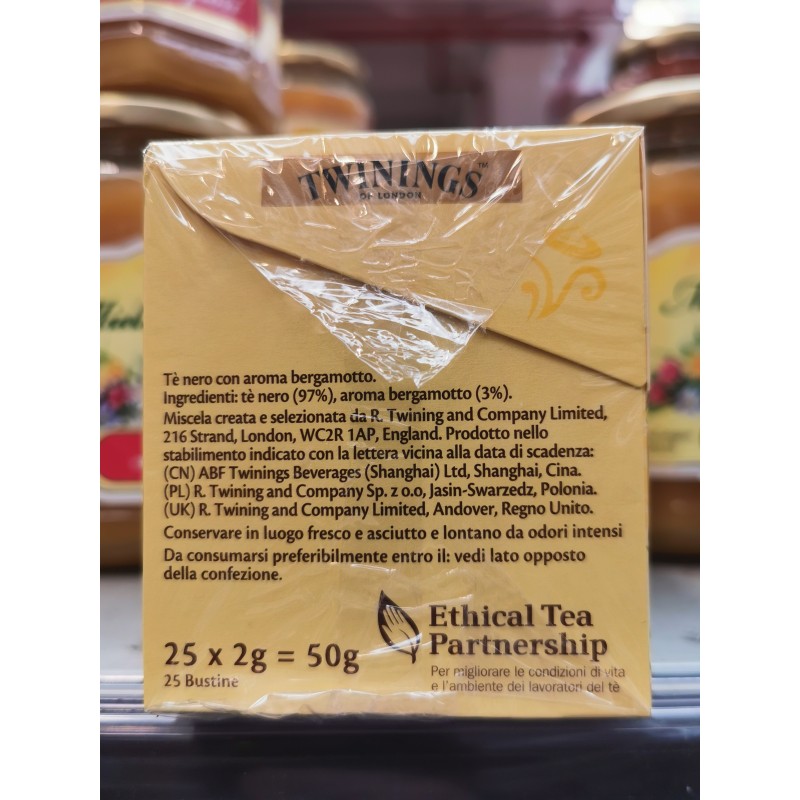 TWININGS™
OF LONDON
Tè nero con aroma bergamotto.
Ingredienti: tè nero (97%), aroma bergamotto (3%).
Miscela creata e selezionata da R. Twining and Company Limited,
216 Strand, London, WC2R 1AP, England. Prodotto nello
stabilimento indicato con la lettera vicina alla data di scadenza:
(CN) ABF Twinings Beverages (Shanghai) Ltd, Shanghai, Cina.
(PL) R. Twining and Company Sp. z o.o, Jasin-Swarzedz, Polonia.
(UK) R. Twining and Company Limited, Andover, Regno Unito.
Conservare in luogo fresco e asciutto e lontano da odori intensi
Da consumarsi preferibilmente entro il: vedi lato opposto
della confezione.
25 x 2g = 50g
25 Bustine
Ethical Tea
Partnership
Per migliorare le condizioni di vita
e l'ambiente dei lavoratori del tè